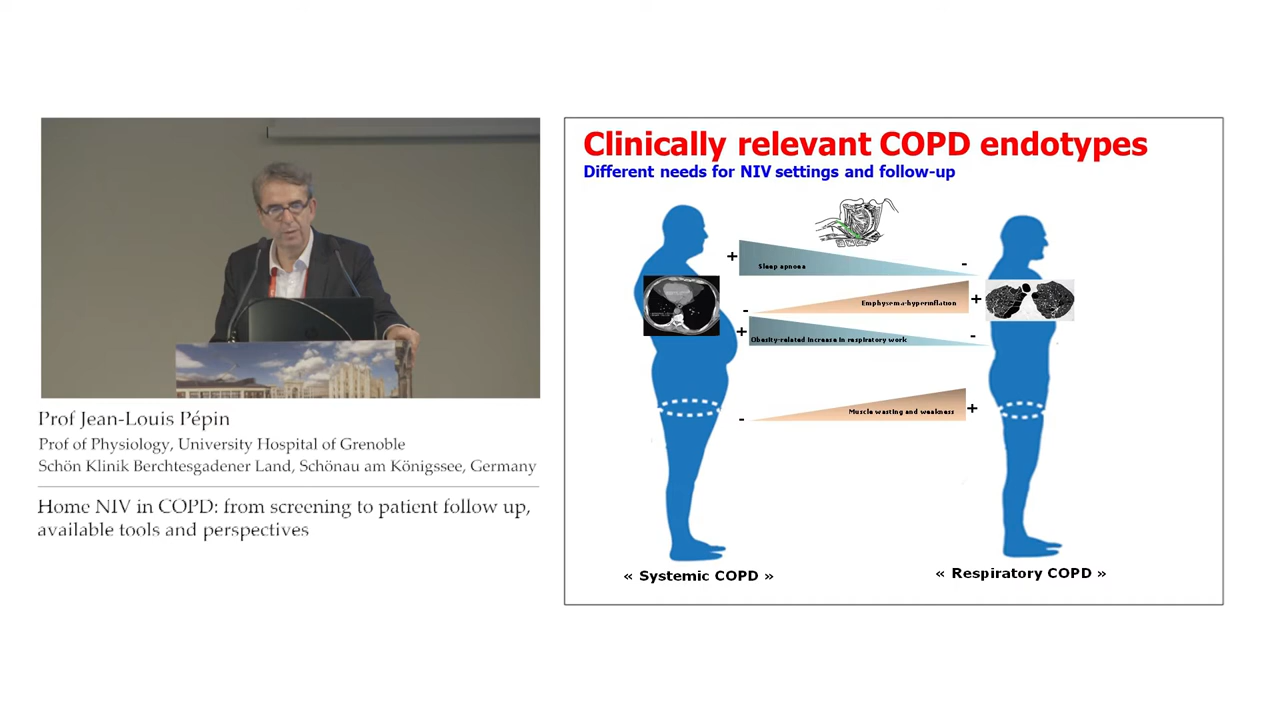 Prof Jean-Louis Pépin
Prof of Physiology, University Hospital of Grenoble
Schön Klinik Berchtesgadener Land, Schönau am Königssee, Germany
Home NIV in COPD: from screening to patient follow up,
available tools and perspectives
Clinically relevant COPD endotypes
Different needs for NIV settings and follow-up
+
Sleep apnoea
-
-
Emphysema-hyperinflation
+
+
Obesity-related increase in respiratory work
-
-
Muscle wasting and weakness
+
« Systemic COPD »
« Respiratory COPD »